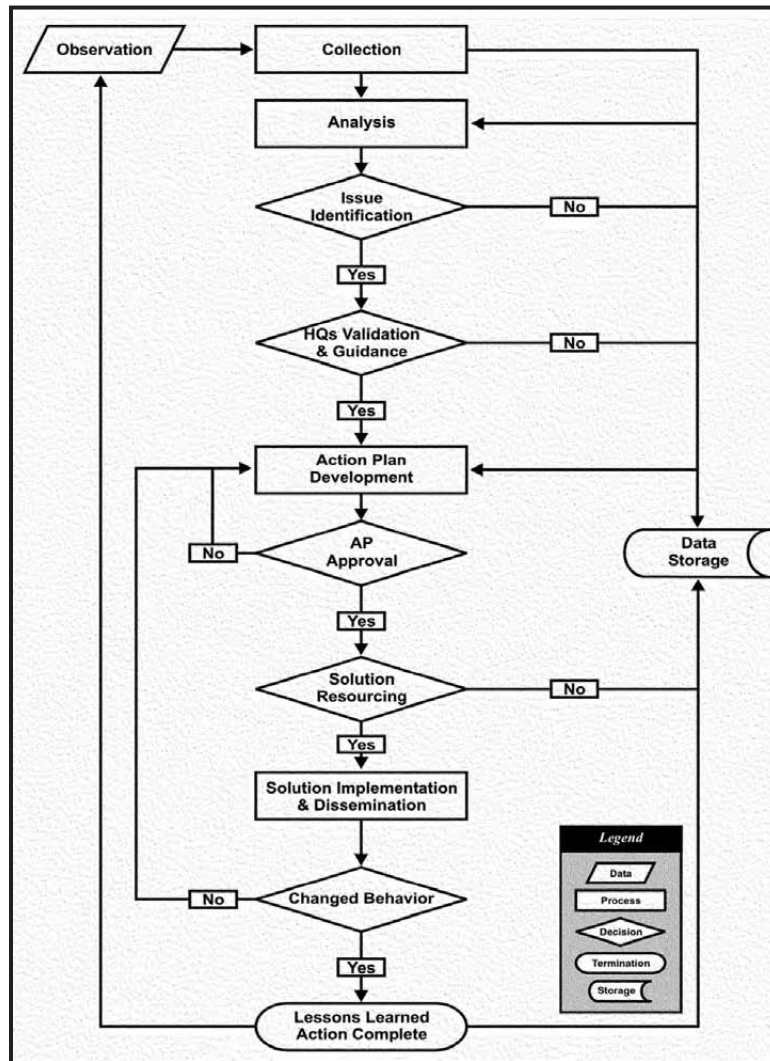 Observation
Collection
Analysis
Issue
Identification
No
Yes
HQs Validation
& Guidance
No
Yes
Action Plan
Development
No
AP
Approval
Data
Storage
Yes
Solution
Resourcing
No
Yes
Solution Implementation
& Dissemination
No
Changed Behavior
Yes
Lessons Learned
Action Complete
Legend
Data
Process
Decision
Termination
Storage